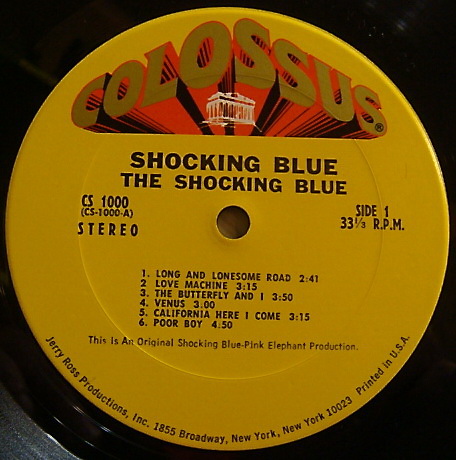 COLOSSUS®
SHOCKING BLUE
THE SHOCKING BLUE
CS 1000
(CS-1000-A)
STEREO
SIDE 1
33⅓ R.P.M.
1. LONG AND LONESOME ROAD 2:41
2 LOVE MACHINE 3:15
3. THE BUTTERFLY AND I 3:50
4. VENUS 3:00
5. CALIFORNIA HERE I COME 3:15
6. POOR BOY 4:50
This is An Original Shocking Blue-Pink Elephant Production.
Jerry Ross Productions, Inc. 1855 Broadway, New York, New York 10023 Printed in U.S.A.